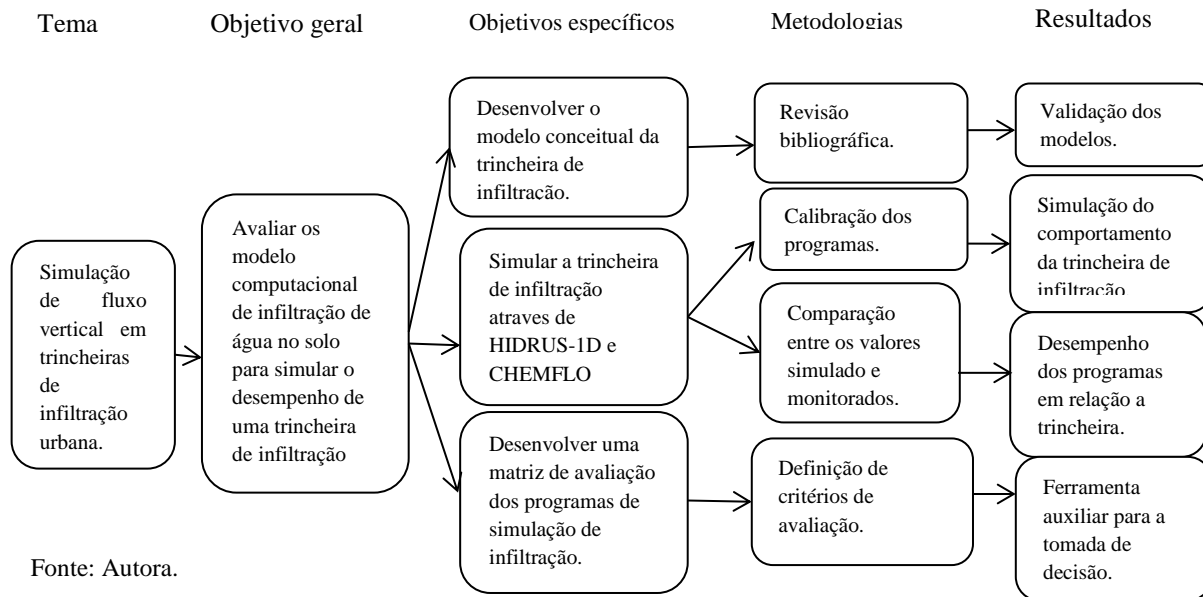 Tema
Objetivo geral
Objetivos específicos
Metodologias
Resultados
Simulação
de fluxo
vertical em
trincheiras
de
infiltração
urbana.
Avaliar os
modelo
computacional
de infiltração de
água no solo
para simular o
desempenho de
uma trincheira
de infiltração
Desenvolver o
modelo conceitual da
trincheira de
infiltração.
Simular a trincheira
de infiltração
atraves de
HIDRUS-1D e
CHEMFLO
Desenvolver uma
matriz de avaliação
dos programas de
simulação de
infiltração.
Revisão
bibliográfica.
Calibração dos
programas.
Comparação
entre os valores
simulado e
monitorados.
Definição de
critérios de
avaliação.
Validação dos
modelos.
Simulação do
comportamento
da trincheira de
infiltração
Desempenho
dos programas
em relação a
trincheira.
Ferramenta
auxiliar para a
tomada de
decisão.
Fonte: Autora.